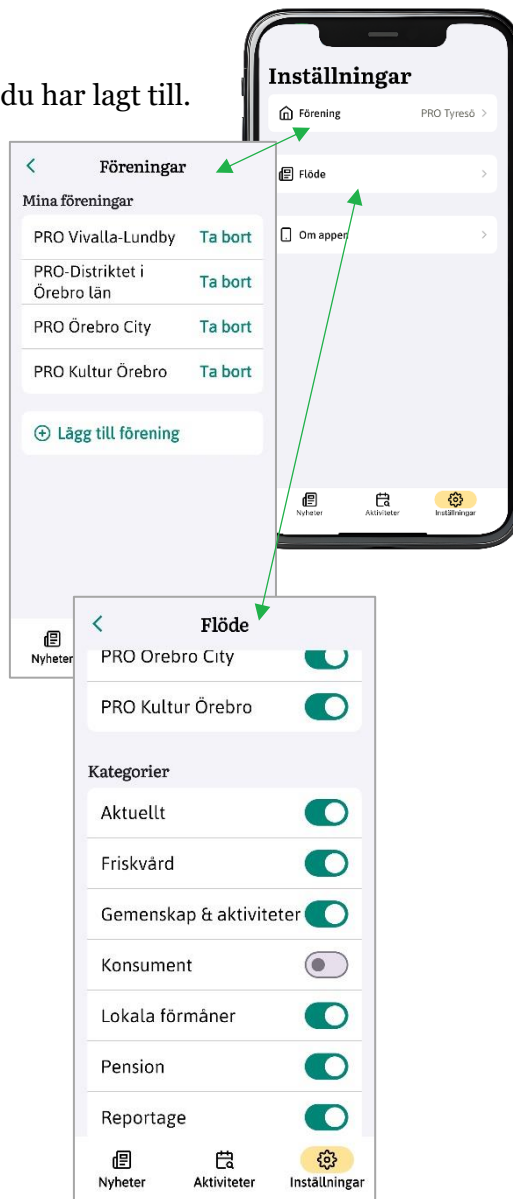 du har lagt till.
Inställningar
Förening PRO Tyresö
Flöde
Om appen
Nyheter Aktiviteter Inställningar
Föreningar
Mina föreningar
PRO Vivalla-Lundby Ta bort
PRO-Distriktet i
Örebro län Ta bort
PRO Örebro City Ta bort
PRO Kultur Örebro Ta bort
Lägg till förening
Nyheter
Flöde
PRO Örebro City
PRO Kultur Örebro
Kategorier
Aktuellt
Friskvård
Gemenskap & aktiviteter
Konsument
Lokala förmåner
Pension
Reportage
Nyheter Aktiviteter Inställningar